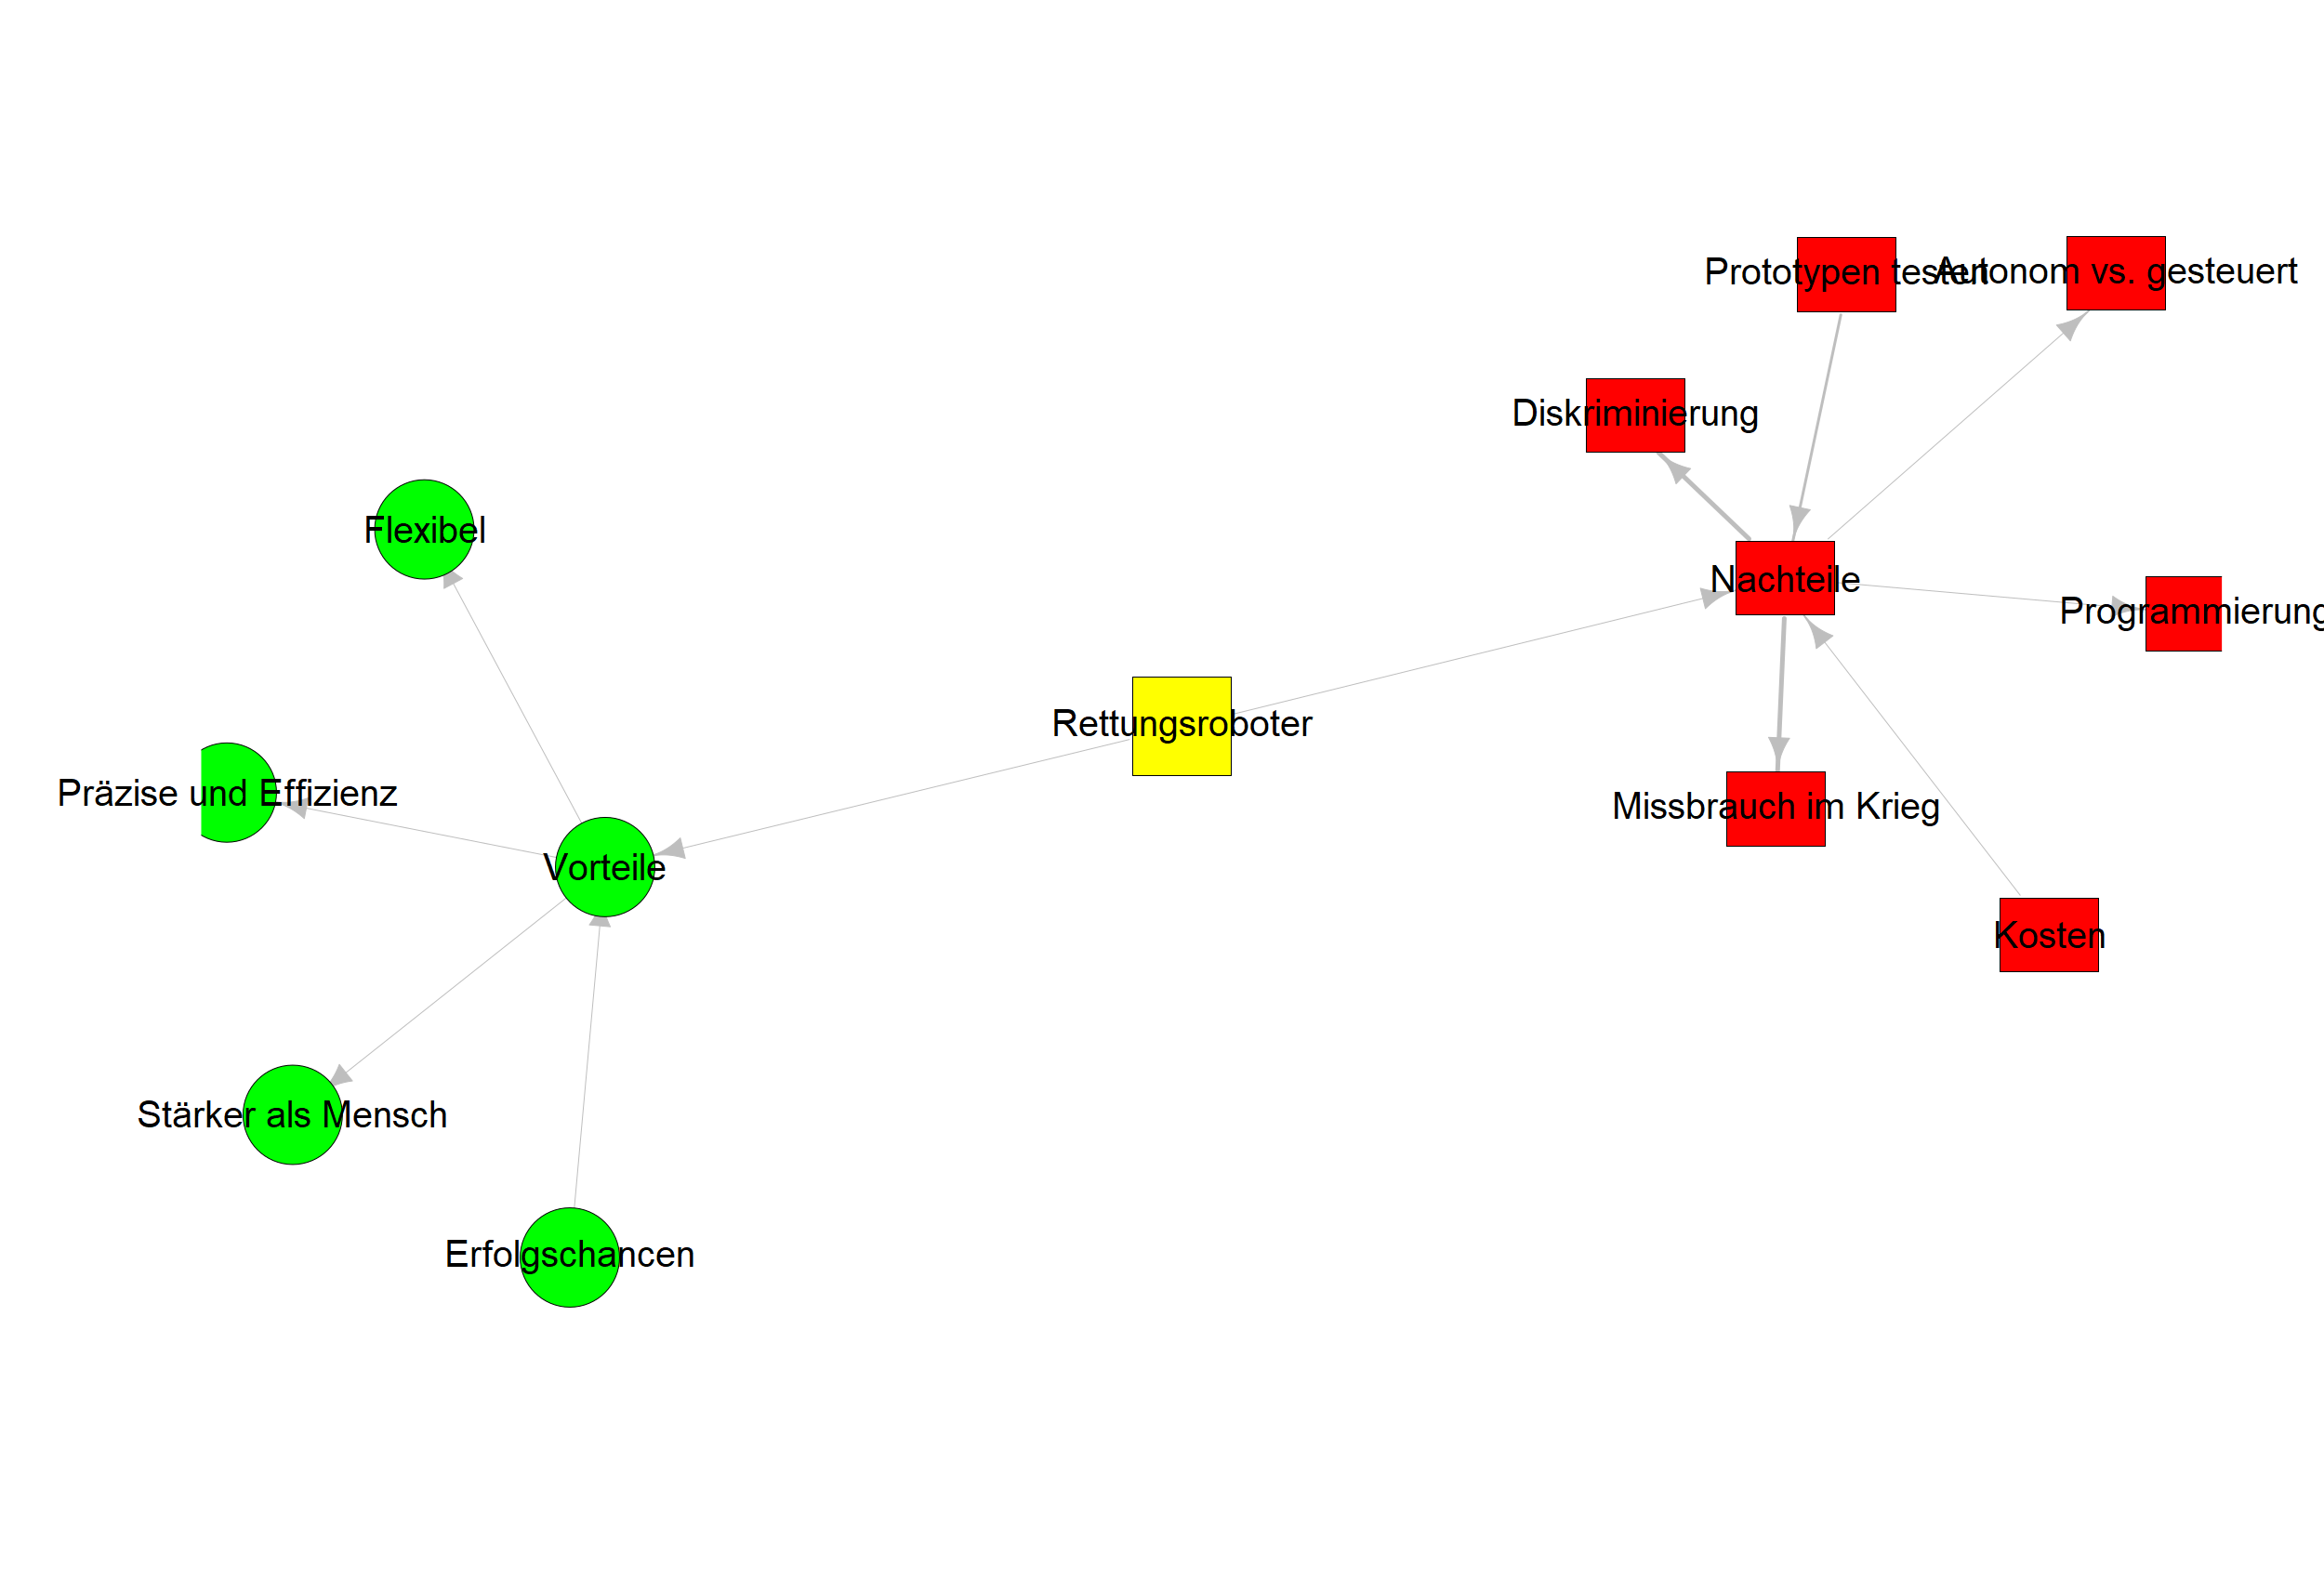 Prototypen testen
Autonom vs. gesteuert
Diskriminierung
Flexibel
Nachteile
Programmierung
Rettungsroboter
Präzise und Effizienz
Missbrauch im Krieg
Vorteile
Kosten
Stärker als Mensch
Erfolgschancen